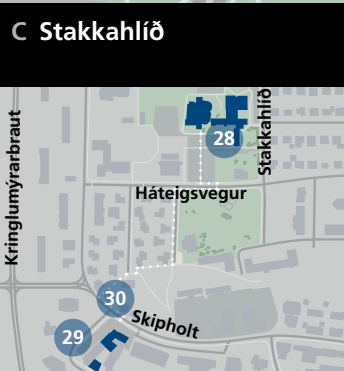 C Stakkahlíð
28
Stakkahlíð
Kringlumýrarbraut
Háteigsvegur
30
Skipholt
29